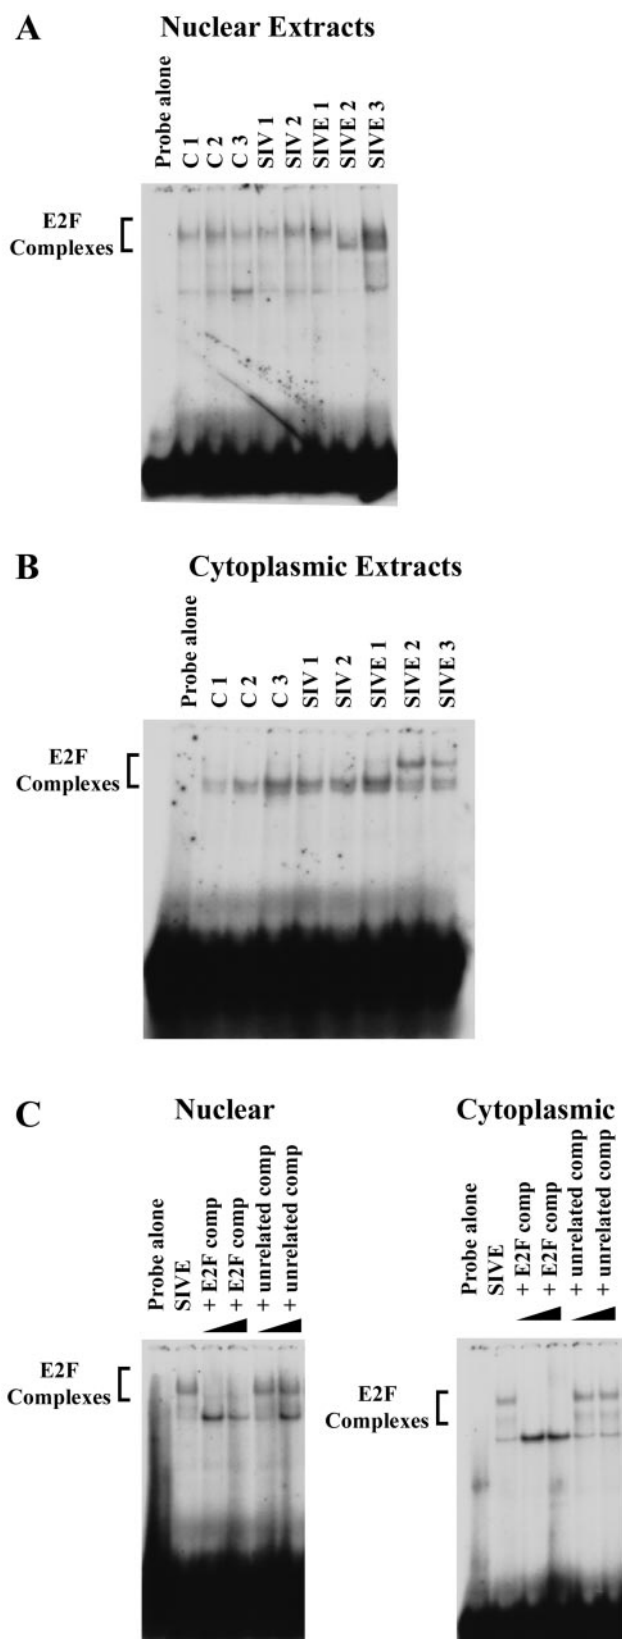 A
Nuclear Extracts
Probe alone
C 1
C 2
C 3
SIV 1
SIV 2
SIVE 1
SIVE 2
SIVE 3
E2F
Complexes
B
Cytoplasmic Extracts
Probe alone
C 1
C 2
C 3
SIV 1
SIV 2
SIVE 1
SIVE 2
SIVE 3
E2F
Complexes
C
Nuclear
Probe alone
SIVE
+ E2F comp
+ E2F comp
+ unrelated comp
+ unrelated comp
E2F
Complexes
Cytoplasmic
Probe alone
SIVE
+ E2F comp
+ E2F comp
+ unrelated comp
+ unrelated comp
E2F
Complexes